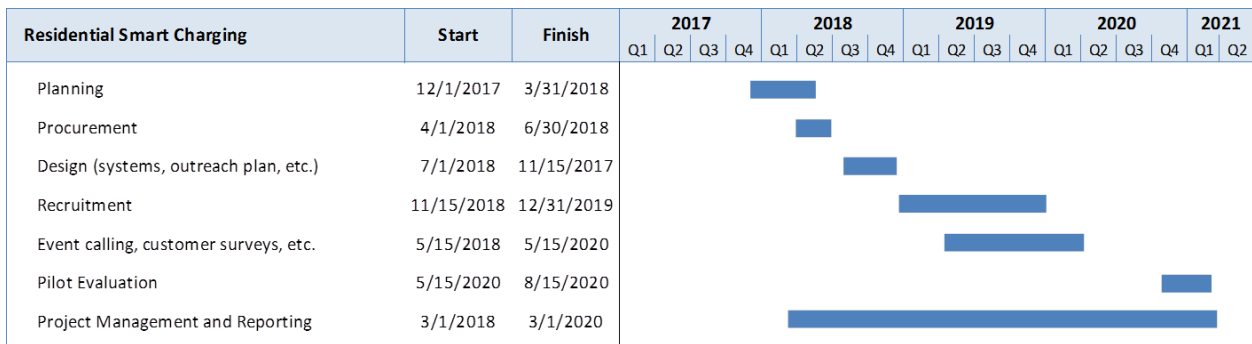 2017 2018 2019 2020 2021
Residential Smart Charging Start Finish
Q1 Q2 Q3 Q4 Q1 Q2 Q3 Q4 Q1 Q2 Q3 Q4 Q1 Q2 Q3 Q4 Q1 Q2
Planning 12/1/2017 3/31/2018
Procurement 4/1/2018 6/30/2018
Design (systems, outreach plan, etc.) 7/1/2018 11/15/2017
Recruitment 11/15/2018 12/31/2019
Event calling, customer surveys, etc. 5/15/2018 5/15/2020
Pilot Evaluation 5/15/2020 8/15/2020
Project Management and Reporting 3/1/2018 3/1/2020